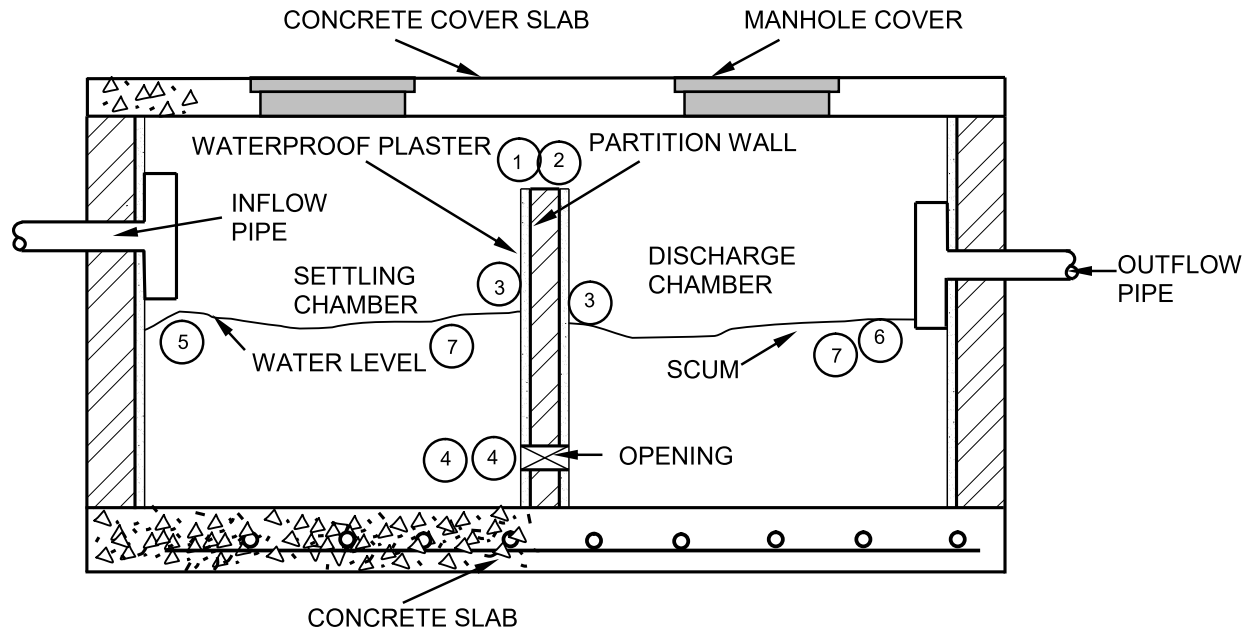 CONCRETE COVER SLAB
MANHOLE COVER
WATERPROOF PLASTER
1
2
PARTITION WALL
INFLOW
PIPE
SETTLING
CHAMBER
3
3
DISCHARGE
CHAMBER
OUTFLOW
PIPE
5
WATER LEVEL
7
SCUM
7
6
4
4
OPENING
CONCRETE SLAB